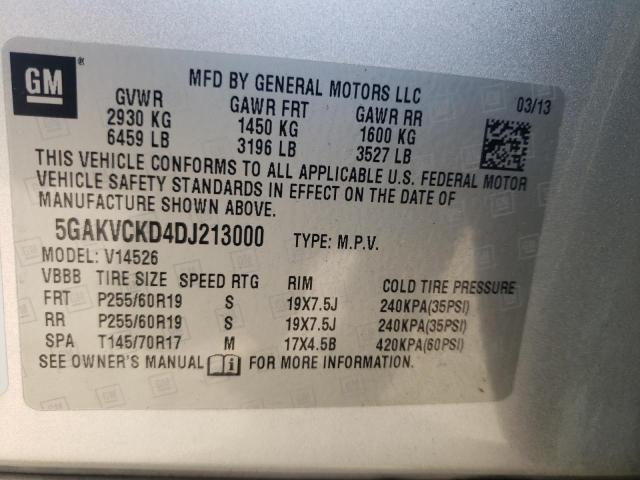 GM
MFD BY GENERAL MOTORS LLC
03/13
GVWR GAWR FRT GAWR RR
2930 KG 1450 KG 1600 KG
6459 LB 3196 LB 3527 LB
THIS VEHICLE CONFORMS TO ALL APPLICABLE U.S. FEDERAL MOTOR
VEHICLE SAFETY STANDARDS IN EFFECT ON THE DATE OF
MANUFACTURE SHOWN ABOVE.
5GAKVCKD4DJ213000 TYPE: M.P.V.
MODEL: V14526
VBBB TIRE SIZE SPEED RTG RIM COLD TIRE PRESSURE
FRT P255/60R19 S 19X7.5J 240KPA(35PSI)
RR P255/60R19 S 19X7.5J 240KPA(35PSI)
SPA T145/70R17 M 17X4.5B 420KPA(60PSI)
SEE OWNER'S MANUAL i FOR MORE INFORMATION.